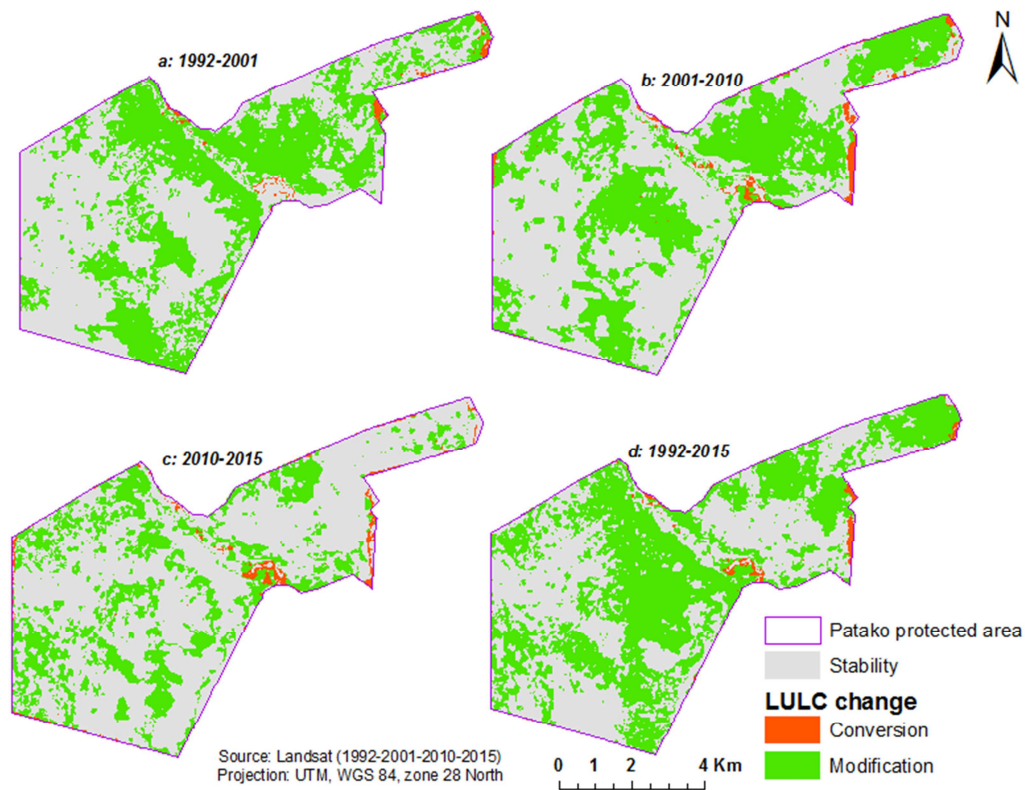 a: 1992-2001
b: 2001-2010
N
c: 2010-2015
d: 1992-2015
Patako protected area
Stability
LULC change
Conversion
Modification
Source: Landsat (1992-2001-2010-2015)
Projection: UTM, WGS 84, zone 28 North
0 1 2 4 Km